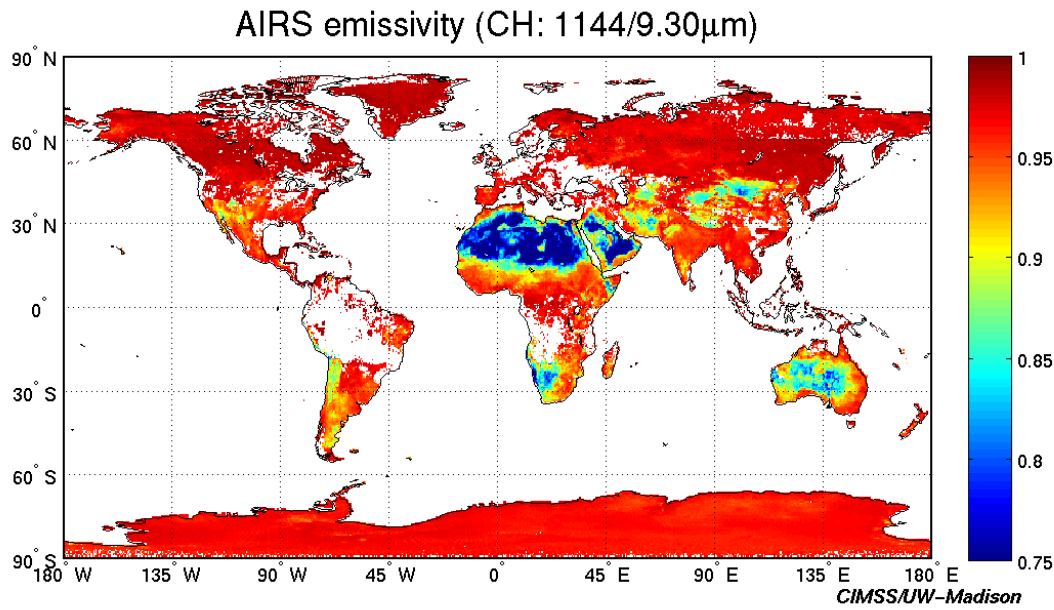 AIRS emissivity (CH: 1144/9.30μm)
90° N
60° N
30° N
0°
30° S
60° S
90° S
180 W 135 W 90 W 45 W 0 45 E 90 E 135 E 180 E
1
0.95
0.9
0.85
0.8
0.75
CIMSS/UW-Madison